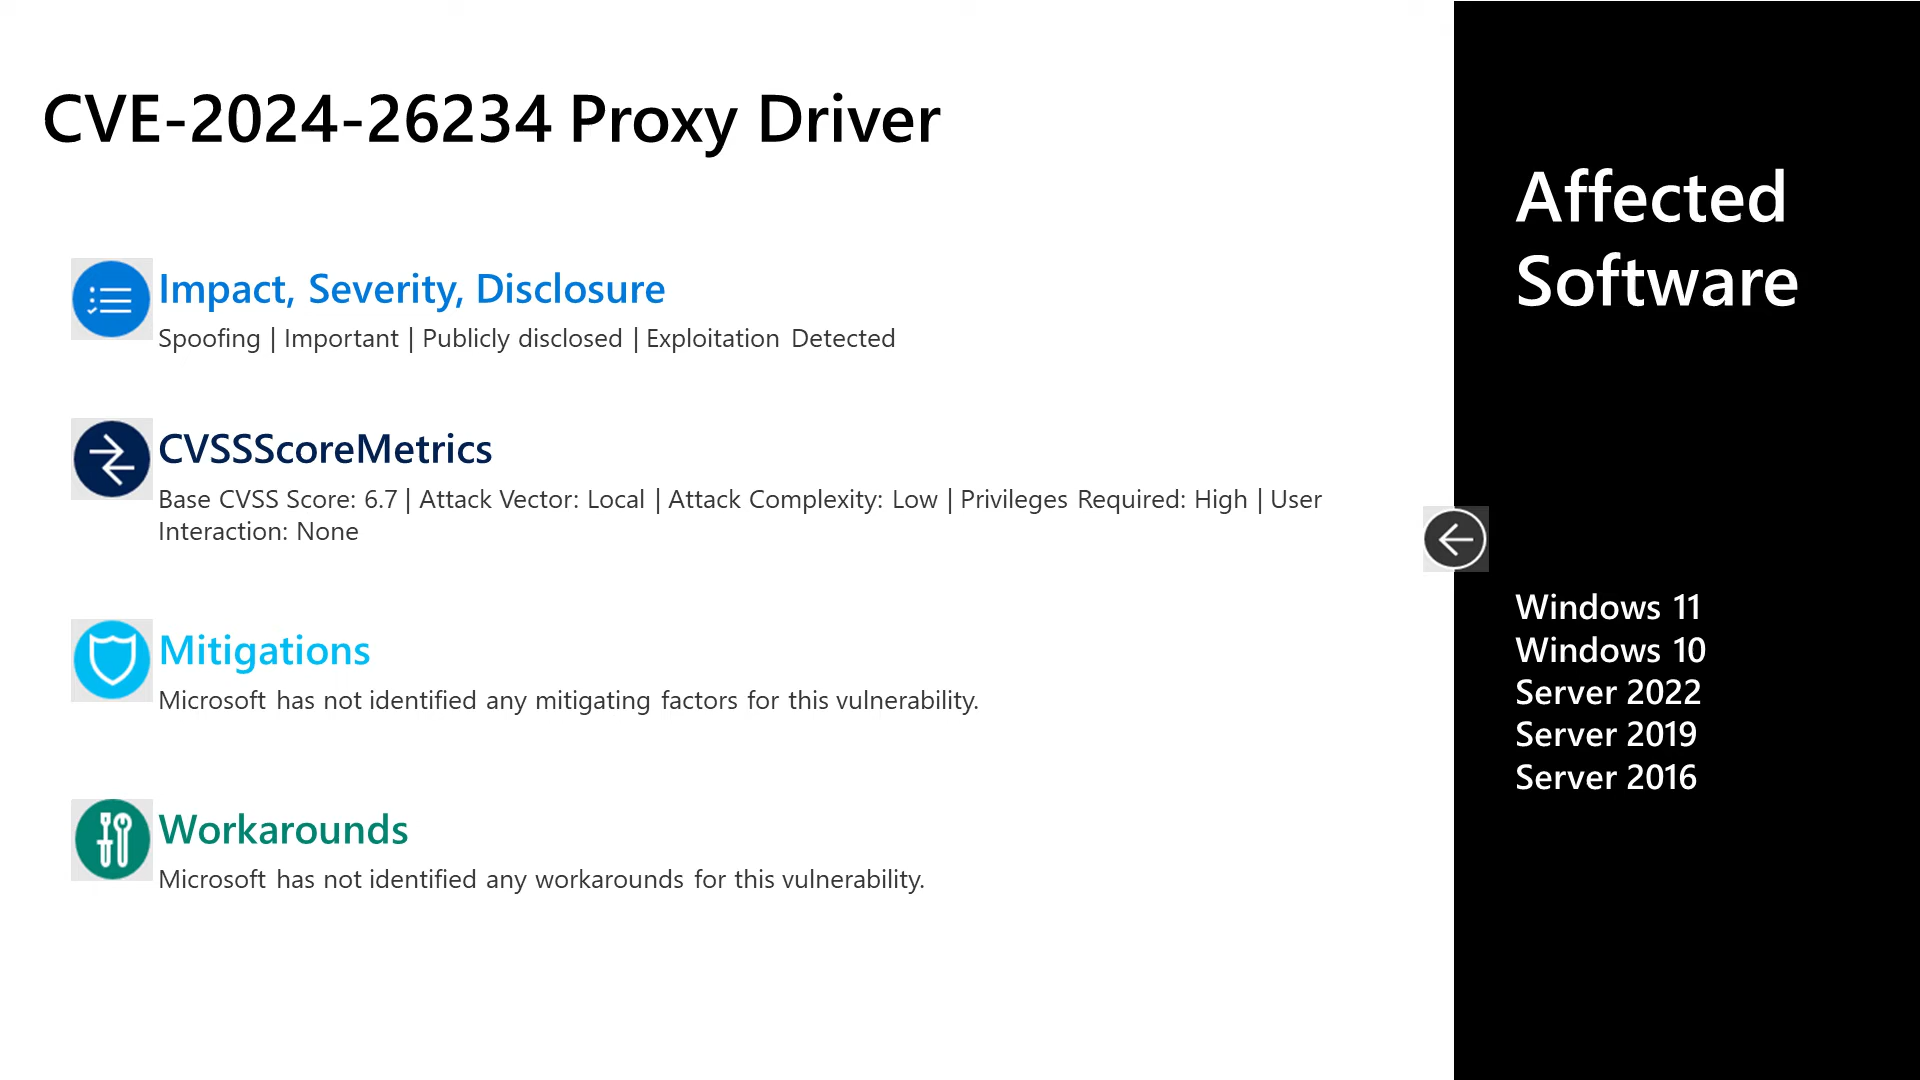 CVE-2024-26234 Proxy Driver
Impact, Severity, Disclosure
Spoofing | Important | Publicly disclosed | Exploitation Detected
CVSSScoreMetrics
Base CVSS Score: 6.7 | Attack Vector: Local | Attack Complexity: Low | Privileges Required: High | User
Interaction: None
Mitigations
Microsoft has not identified any mitigating factors for this vulnerability.
Workarounds
Microsoft has not identified any workarounds for this vulnerability.
Affected
Software
Windows 11
Windows 10
Server 2022
Server 2019
Server 2016